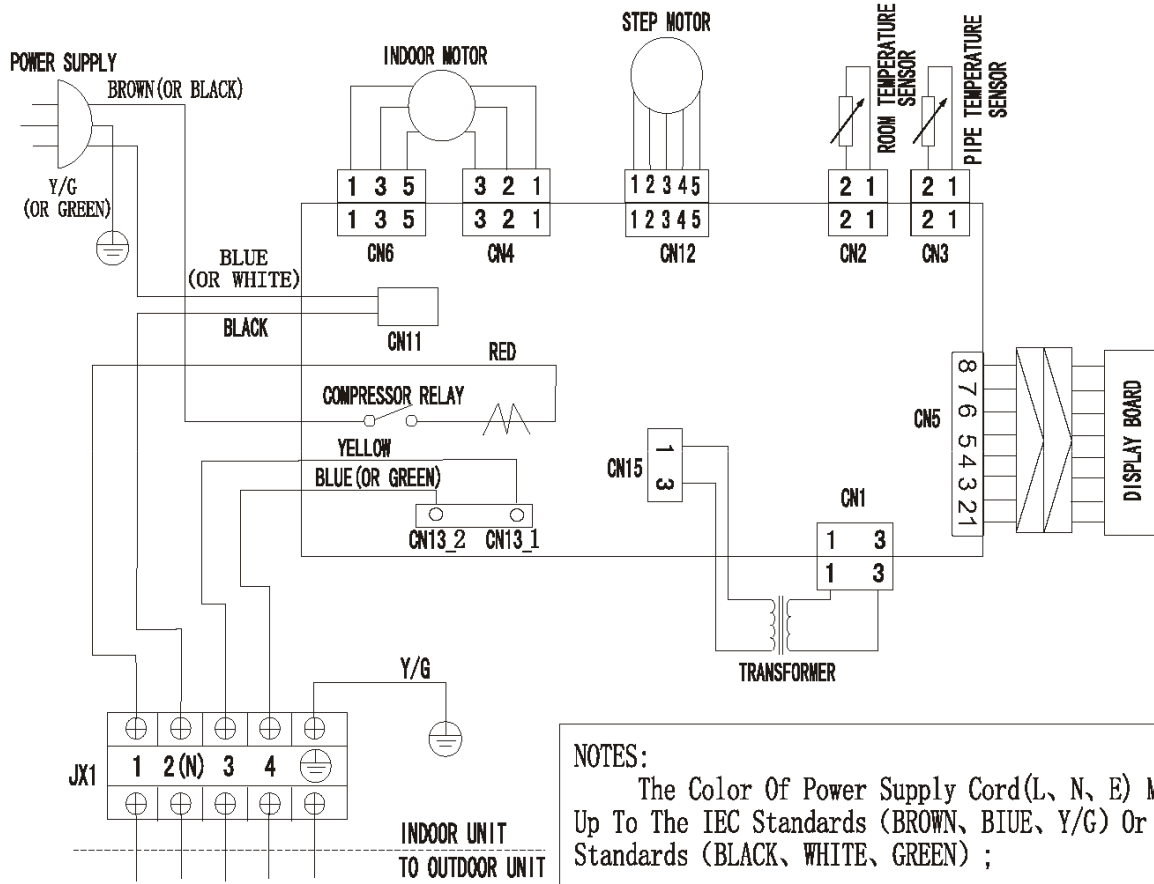 STEP MOTOR
POWER SUPPLY
BROWN(OR BLACK)
INDOOR MOTOR
ROOM TEMPERATURE
SENSOR
PIPE TEMPERATURE
SENSOR
Y/G
(OR GREEN)
1 3 5
3 2 1
1 2 3 4 5
2 1
2 1
1 3 5
3 2 1
1 2 3 4 5
2 1
2 1
CN6
CN4
CN12
CN2
CN3
BLUE
(OR WHITE)
BLACK
CN11
RED
COMPRESSOR RELAY
YELLOW
BLUE(OR GREEN)
CN13_2
CN13_1
CN15
1
3
CN5
8 7 6 5 4 3 2 1
DISPLAY BOARD
CN1
1 3
1 3
TRANSFORMER
Y/G
JX1
1 2(N) 3 4
INDOOR UNIT
TO OUTDOOR UNIT
NOTES:
The Color Of Power Supply Cord(L、N、E) M
Up To The IEC Standards (BROWN、BIUE、Y/G) Or
Standards (BLACK、WHITE、GREEN) ;